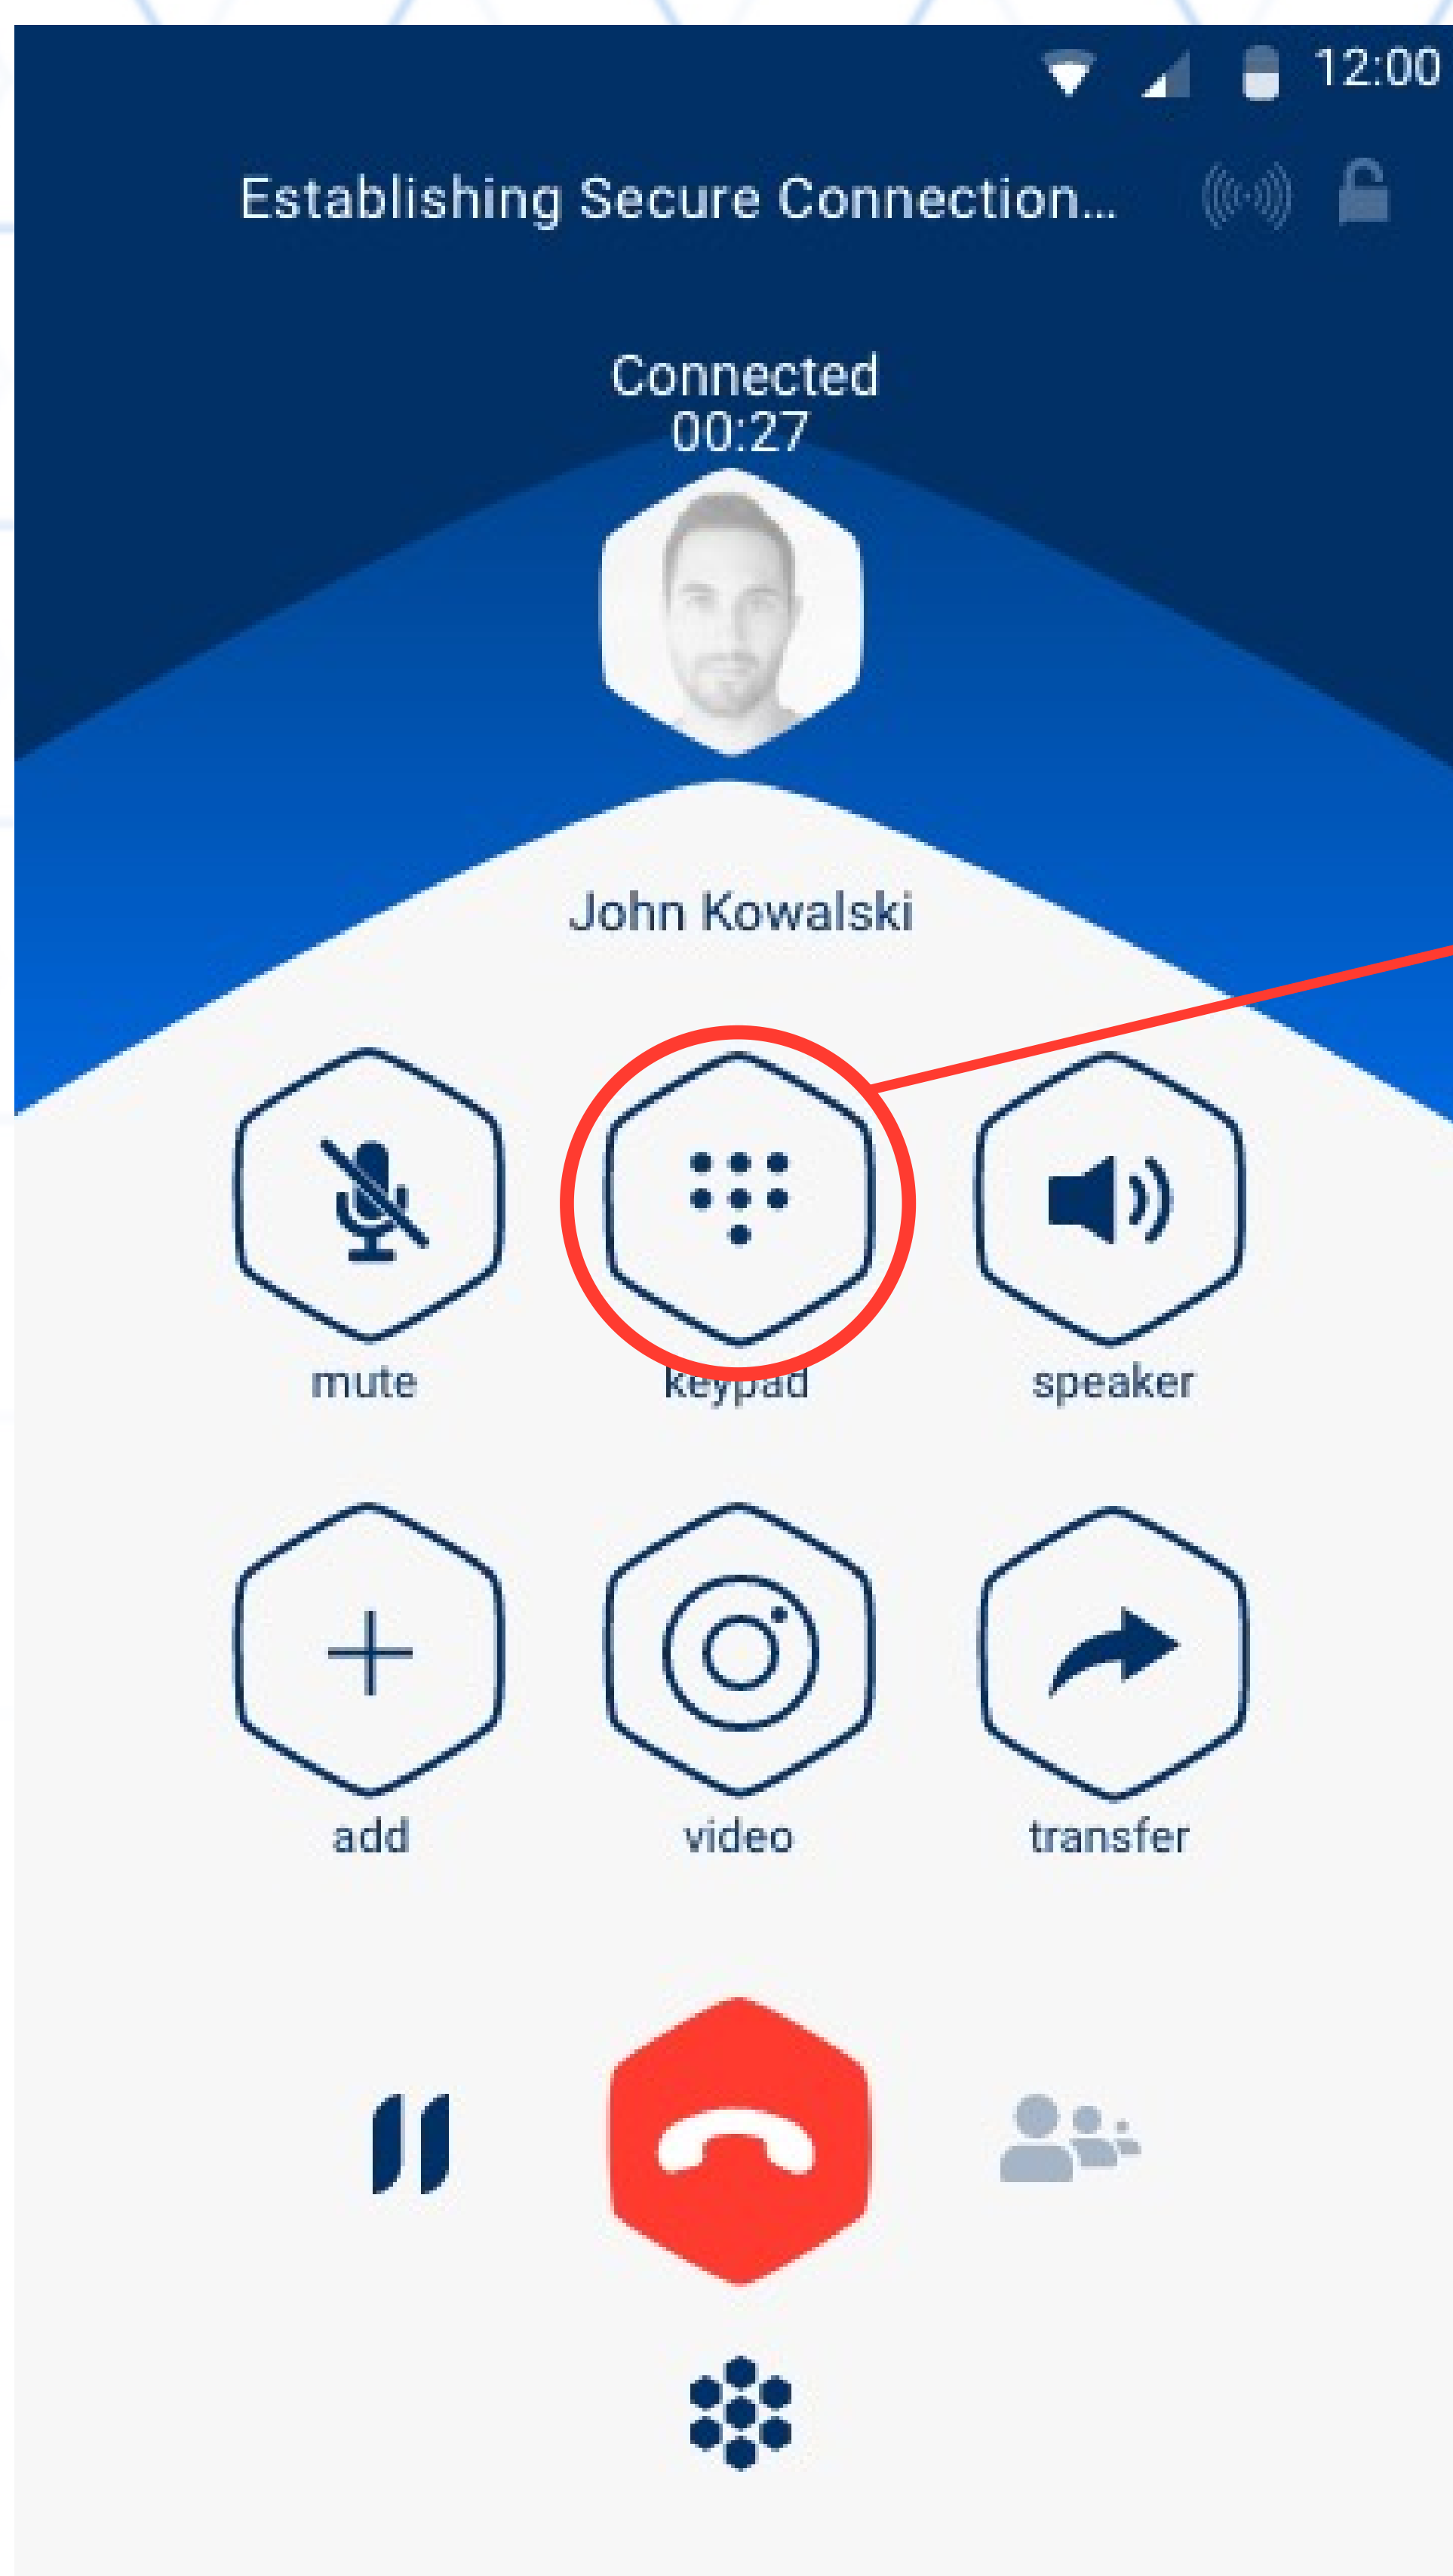 12:00
Establishing Secure Connection...
Connected
00:27
John Kowalski
mute keypad speaker
add video transfer